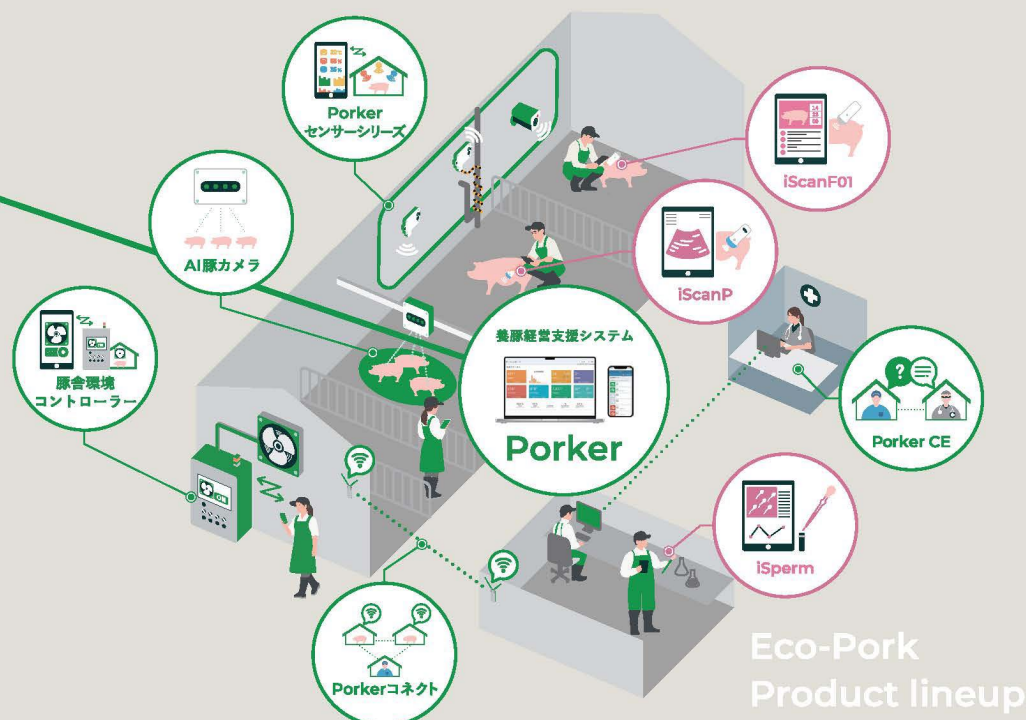 Porker
センサーシリーズ
iScanF01
AI豚カメラ
iScanP
豚舎環境
コントローラー
養豚経営支援システム
Porker
Porker CE
iSperm
Porkerコネクト
Eco-Pork
Product lineup